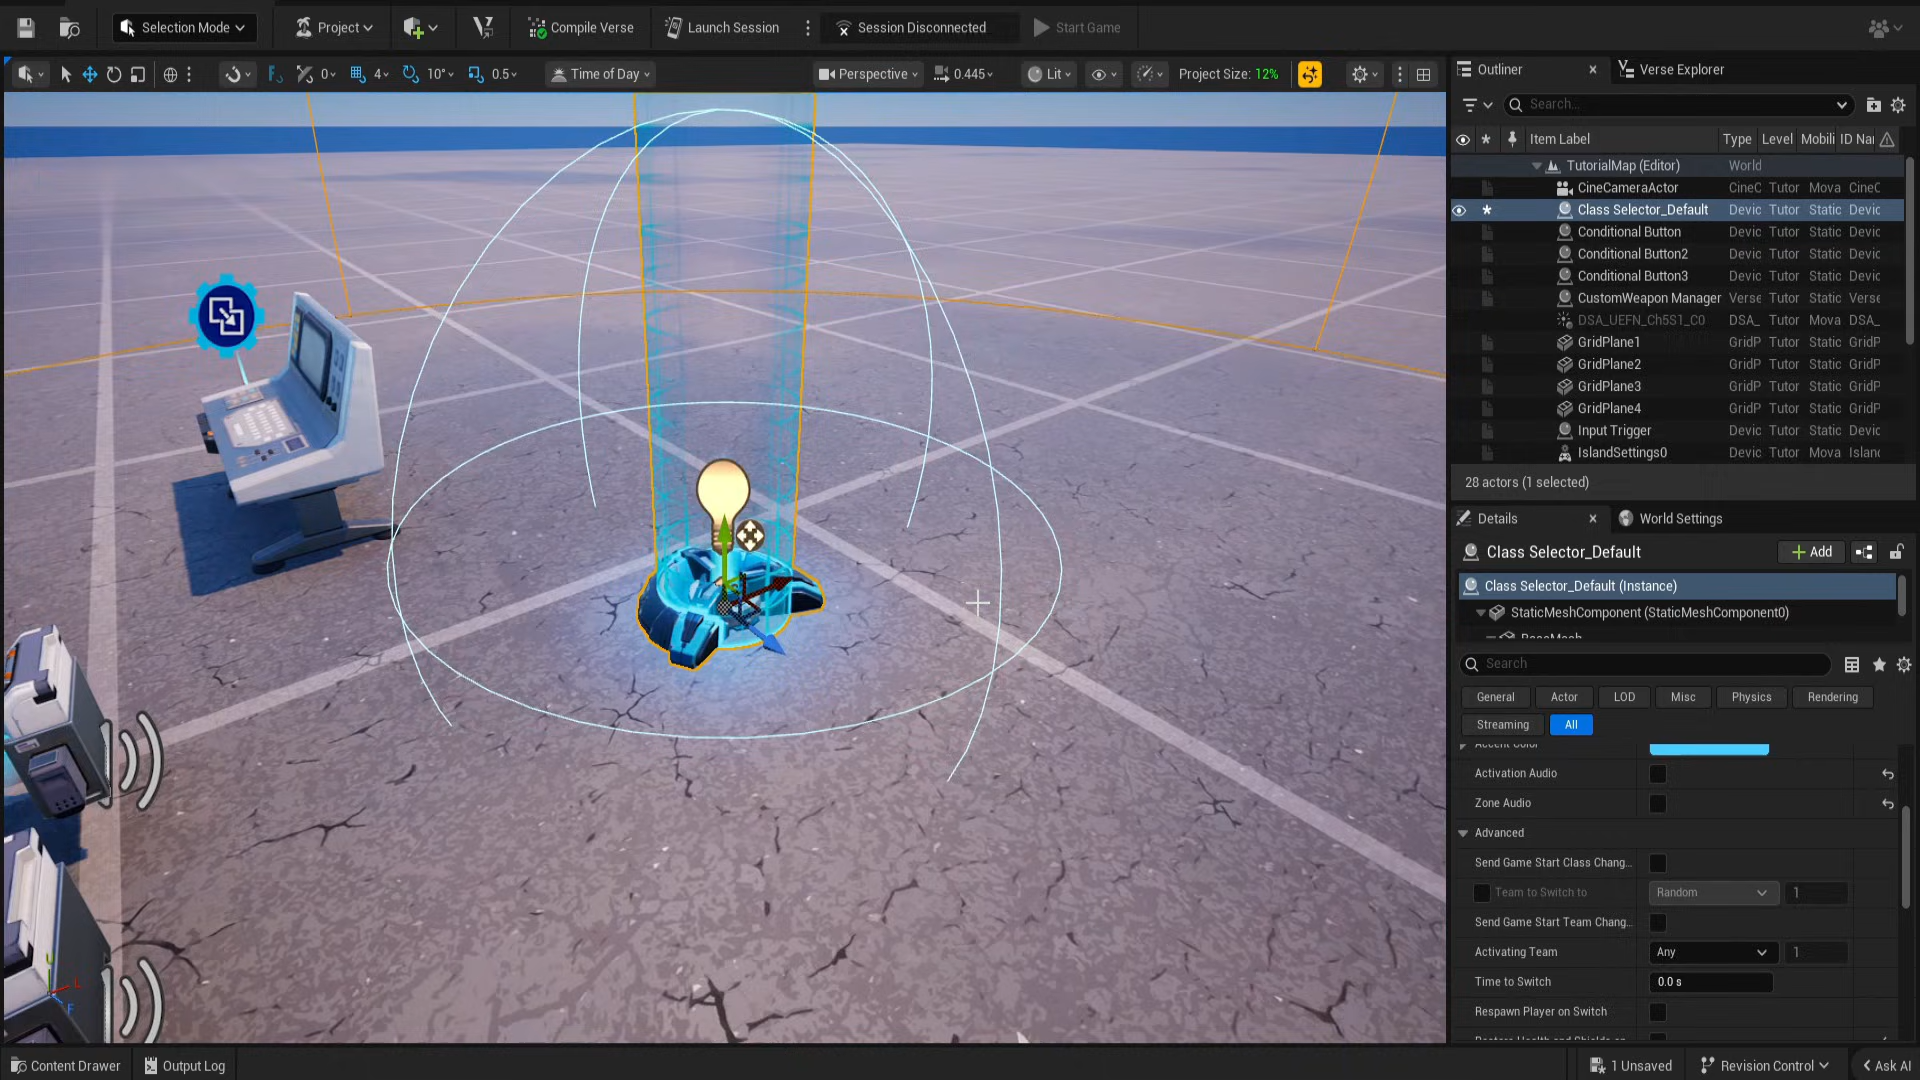 Selection Mode
Project
Compile Verse
Launch Session
Session Disconnected
Start Game
0
4
10°
0.5
Time of Day
Perspective
0.445
Lit
Project Size: 12%
Outliner
Verse Explorer
Search...
Item Label
Type
Level
Mobili
ID Nai
TutorialMap (Editor) World
CineCameraActor CineC Tutor Mova CineC
Class Selector_Default Devic Tutor Static Devic
Conditional Button Devic Tutor Static Devic
Conditional Button2 Devic Tutor Static Devic
Conditional Button3 Devic Tutor Static Devic
CustomWeapon Manager Verse Tutor Static Verse
DSA_UEFN_Ch5S1_C0 DSA_ Tutor Mova DSA_
GridPlane1 GridP Tutor Static GridP
GridPlane2 GridP Tutor Static GridP
GridPlane3 GridP Tutor Static GridP
GridPlane4 GridP Tutor Static GridP
Input Trigger Devic Tutor Static Devic
IslandSettings0 Devic Tutor Mova Islanc
28 actors (1 selected)
Details
World Settings
Class Selector_Default
Add
Class Selector_Default (Instance)
StaticMeshComponent (StaticMeshComponent0)
BaseMesh
Search
General
Actor
LOD
Misc
Physics
Rendering
Streaming
All
Accent Color
Activation Audio
Zone Audio
Advanced
Send Game Start Class Chang...
Team to Switch to Random 1
Send Game Start Team Chang...
Activating Team Any 1
Time to Switch 0.0 s
Respawn Player on Switch
Content Drawer
Output Log
1 Unsaved
Revision Control
Ask AI